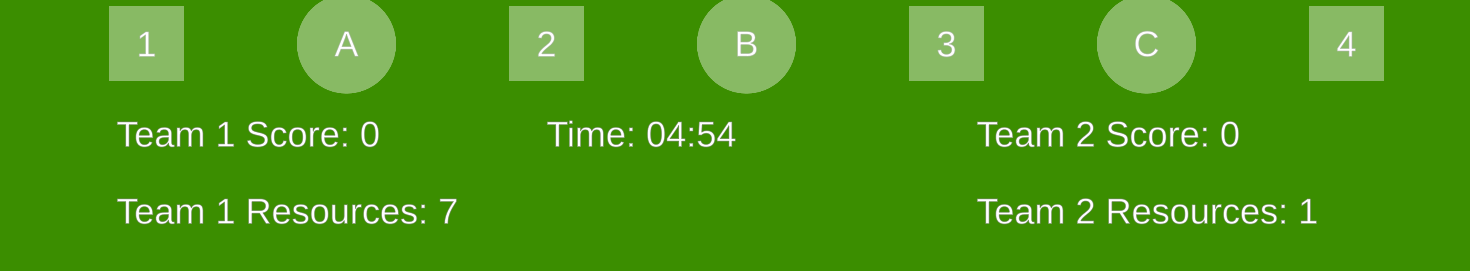 1 A 2 B 3 C 4
Team 1 Score: 0 Time: 04:54 Team 2 Score: 0
Team 1 Resources: 7 Team 2 Resources: 1